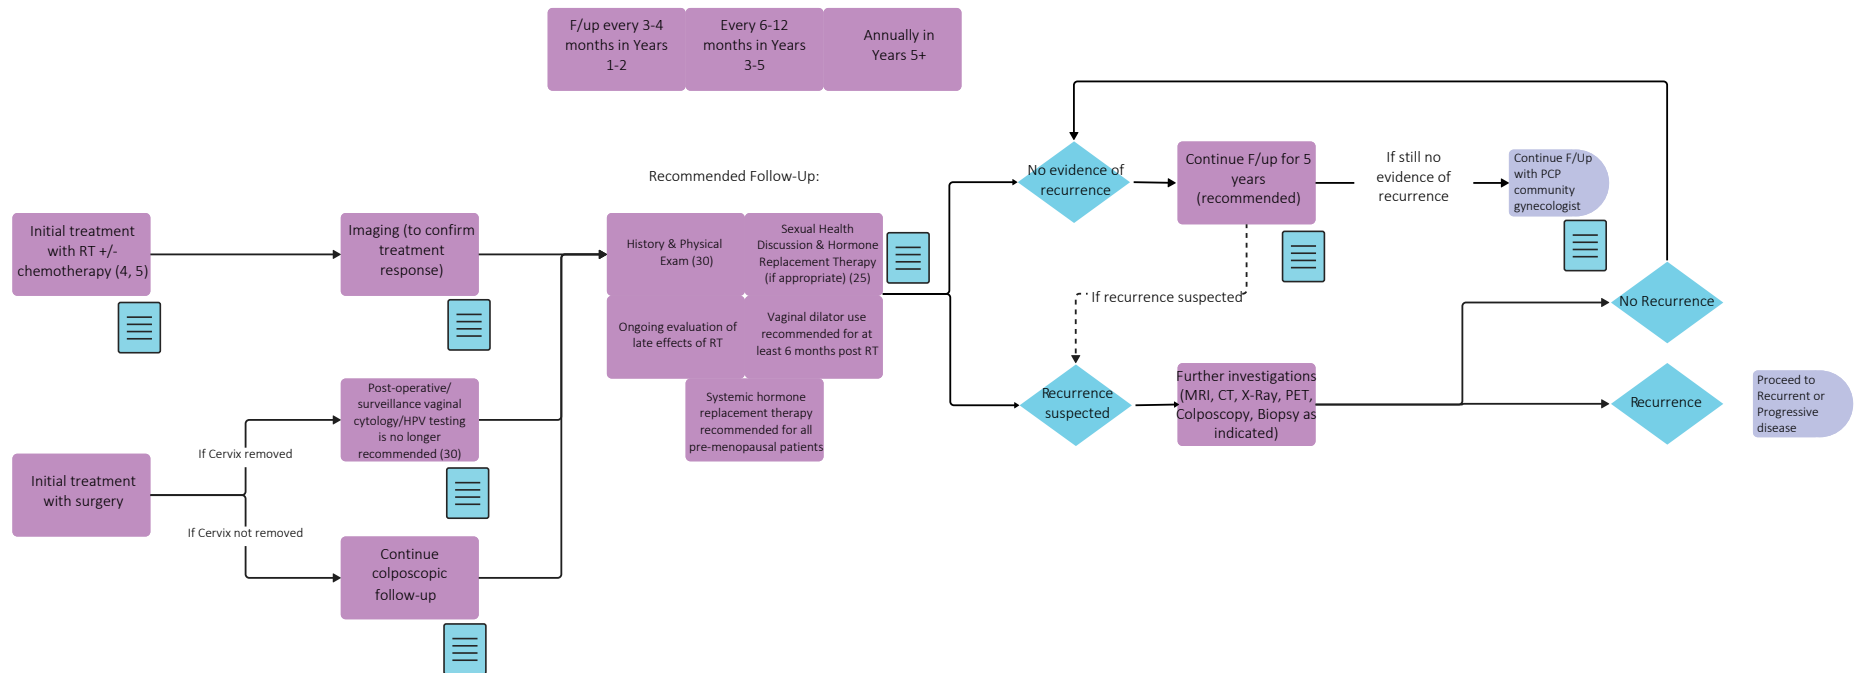 F/up every 3-4
months in Years
1-2
Every 6-12
months in Years
3-5
Annually in
Years 5+
Recommended Follow-Up:
Initial treatment
with RT +/-
chemotherapy (4, 5)
Imaging (to confirm
treatment
response)
History & Physical
Exam (30)
Sexual Health
Discussion & Hormone
Replacement Therapy
(if appropriate) (25)
Ongoing evaluation of
late effects of RT
Vaginal dilator use
recommended for at
least 6 months post RT
Systemic hormone
replacement therapy
recommended for all
pre-menopausal patients
Initial treatment
with surgery
If Cervix removed
If Cervix not removed
Post-operative/
surveillance vaginal
cytology/HPV testing
is no longer
recommended (30)
Continue
colposcopic
follow-up
No evidence of
recurrence
Continue F/up for 5
years
(recommended)
If still no
evidence of
recurrence
Continue F/Up
with PCP
community
gynecologist
If recurrence suspected
Recurrence
suspected
Further investigations
(MRI, CT, X-Ray, PET,
Colposcopy, Biopsy as
indicated)
No Recurrence
Recurrence
Proceed to
Recurrent or
Progressive
disease